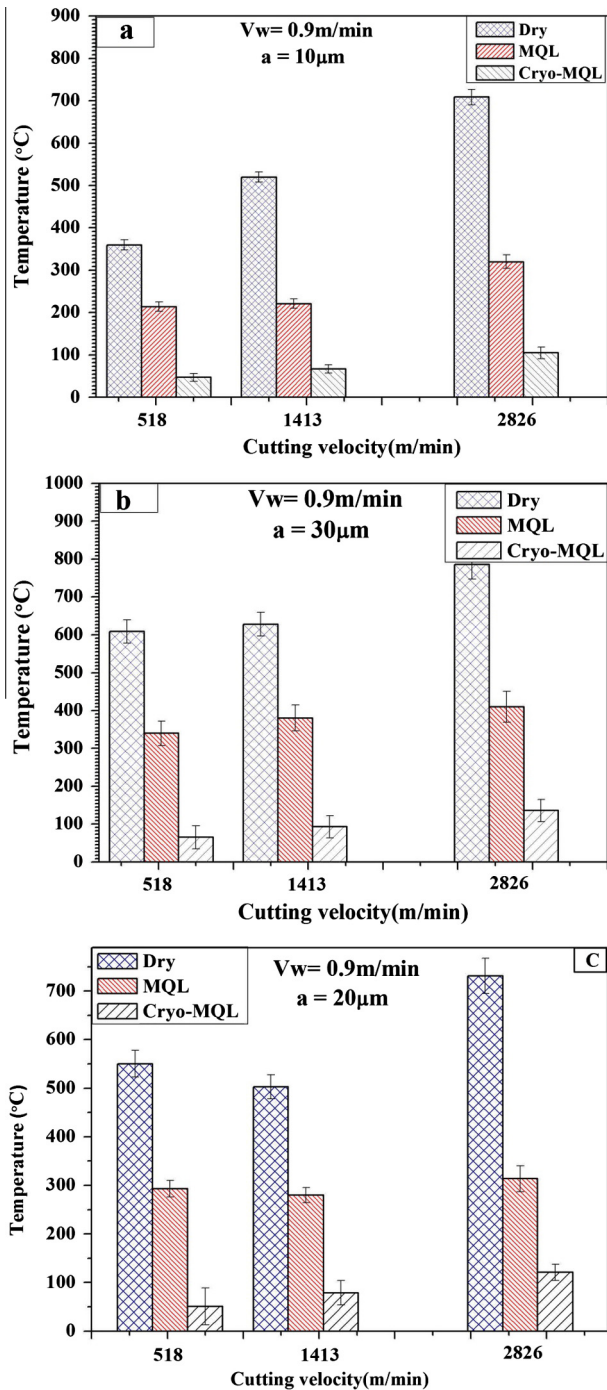 a
Vw= 0.9m/min
a = 10μm
Dry
MQL
Cryo-MQL
900
800
700
600
500
400
300
200
100
0
Temperature (°C)
518 1413 2826
Cutting velocity(m/min)
b
Vw= 0.9m/min
a = 30μm
Dry
MQL
Cryo-MQL
1000
900
800
700
600
500
400
300
200
100
0
Temperature (°C)
518 1413 2826
Cutting velocity(m/min)
Dry
MQL
Cryo-MQL
Vw= 0.9m/min
a = 20μm
C
700
600
500
400
300
200
100
0
Temperature (°C)
518 1413 2826
Cutting velocity(m/min)